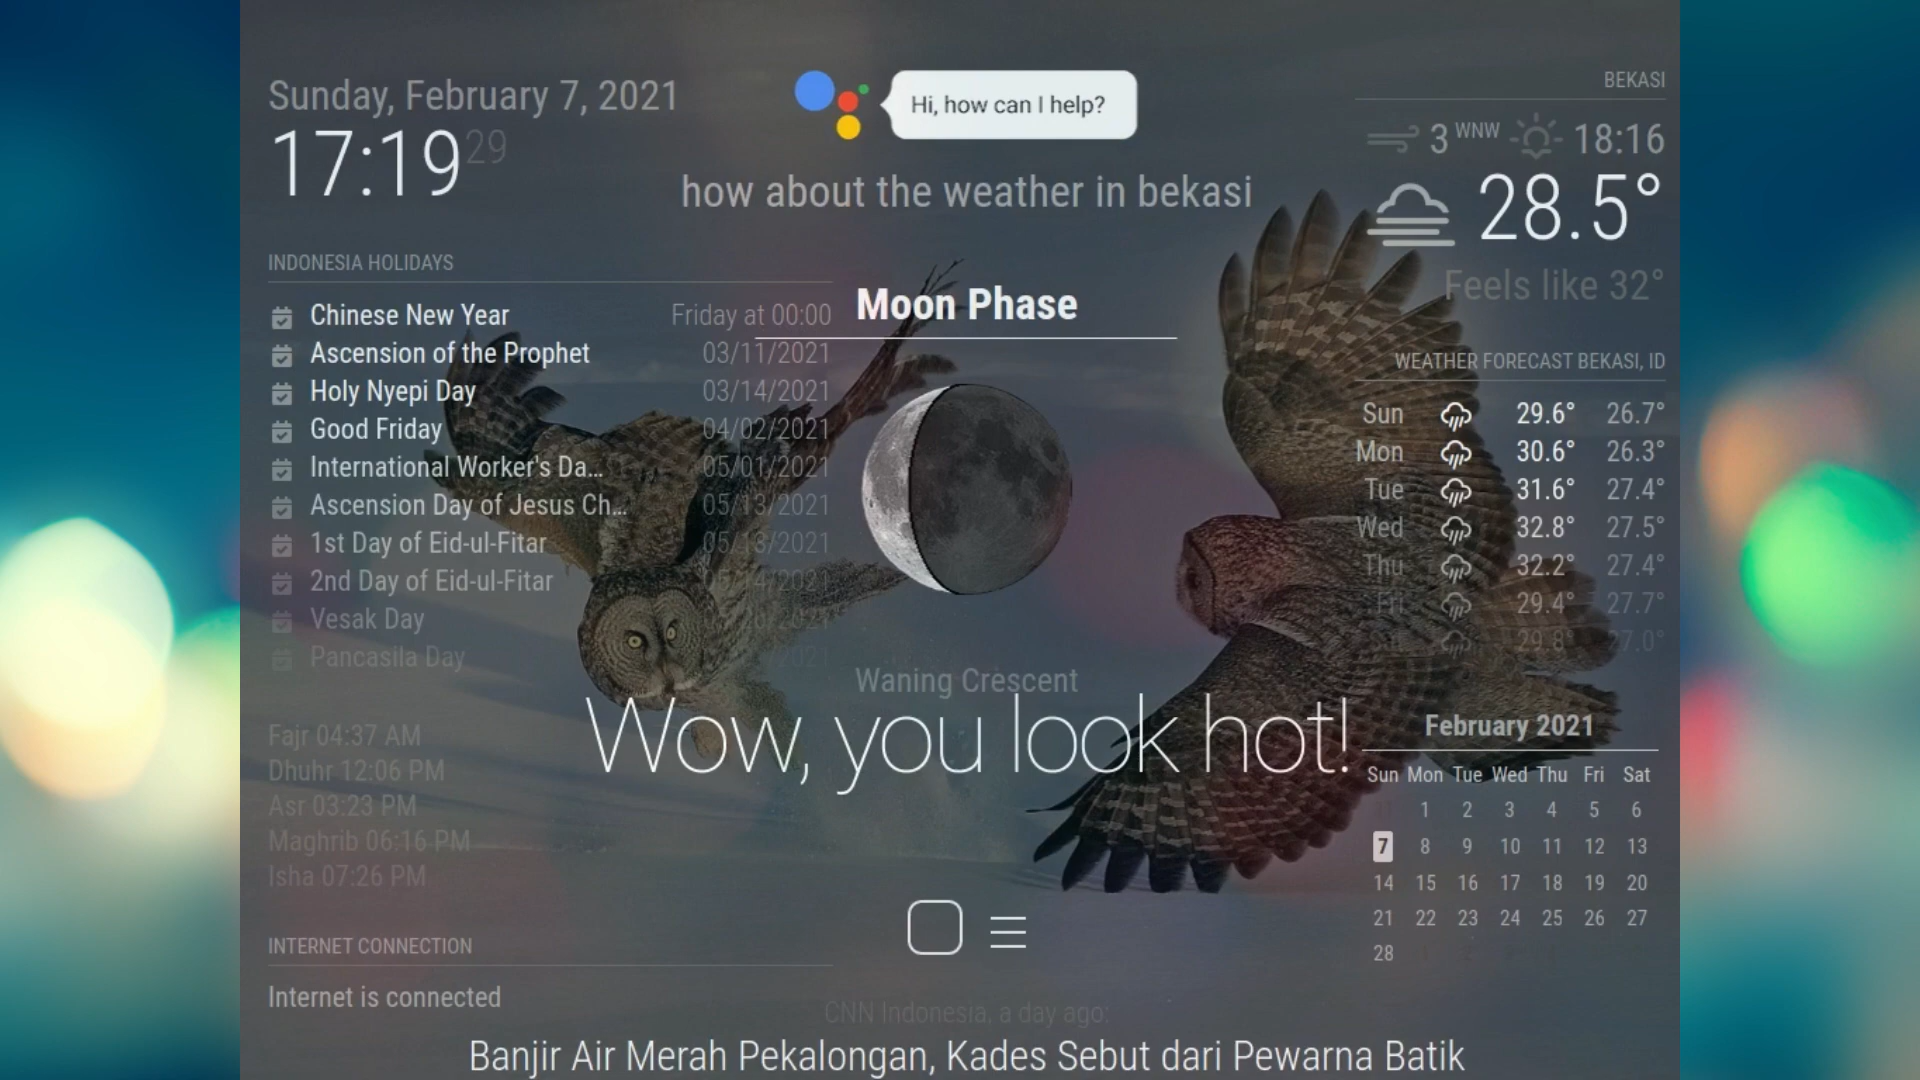 Sunday, February 7, 2021
17:19 29
Hi, how can I help?
how about the weather in bekasi
BEKASI
3 WNW 18:16
28.5°
Feels like 32°
INDONESIA HOLIDAYS
Chinese New Year Friday at 00:00
Ascension of the Prophet 03/11/2021
Holy Nyepi Day 03/14/2021
Good Friday 04/02/2021
International Worker's Da... 05/01/2021
Ascension Day of Jesus Ch... 05/13/2021
1st Day of Eid-ul-Fitar 05/13/2021
2nd Day of Eid-ul-Fitar 05/14/2021
Vesak Day
Pancasila Day
Moon Phase
Waning Crescent
Wow, you look hot!
WEATHER FORECAST BEKASI, ID
Sun 29.6° 26.7°
Mon 30.6° 26.3°
Tue 31.6° 27.4°
Wed 32.8° 27.5°
Thu 32.2° 27.4°
Fri 29.4° 27.7°
Sat 29.8° 27.0°
February 2021
Sun Mon Tue Wed Thu Fri Sat
1 2 3 4 5 6
7 8 9 10 11 12 13
14 15 16 17 18 19 20
21 22 23 24 25 26 27
28
Fajr 04:37 AM
Dhuhr 12:06 PM
Asr 03:23 PM
Maghrib 06:16 PM
Isha 07:26 PM
INTERNET CONNECTION
Internet is connected
CNN Indonesia, a day ago:
Banjir Air Merah Pekalongan, Kades Sebut dari Pewarna Batik